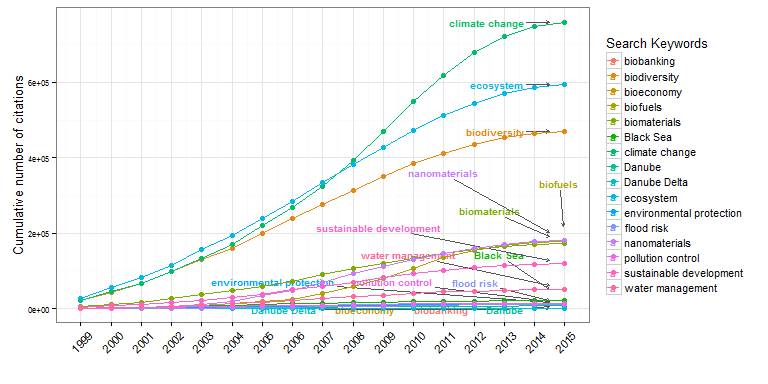 climate change
ecosystem
biodiversity
nanomaterials
biofuels
biomaterials
sustainable development
water management
Black Sea
environmental protection
pollution control
flood risk
Danube Delta
bioeconomy
biobanking
Danube
Cumulative number of citations
6e+05
4e+05
2e+05
0e+00
1999
2000
2001
2002
2003
2004
2005
2006
2007
2008
2009
2010
2011
2012
2013
2014
2015
Search Keywords
biobanking
biodiversity
bioeconomy
biofuels
biomaterials
Black Sea
climate change
Danube
Danube Delta
ecosystem
environmental protection
flood risk
nanomaterials
pollution control
sustainable development
water management